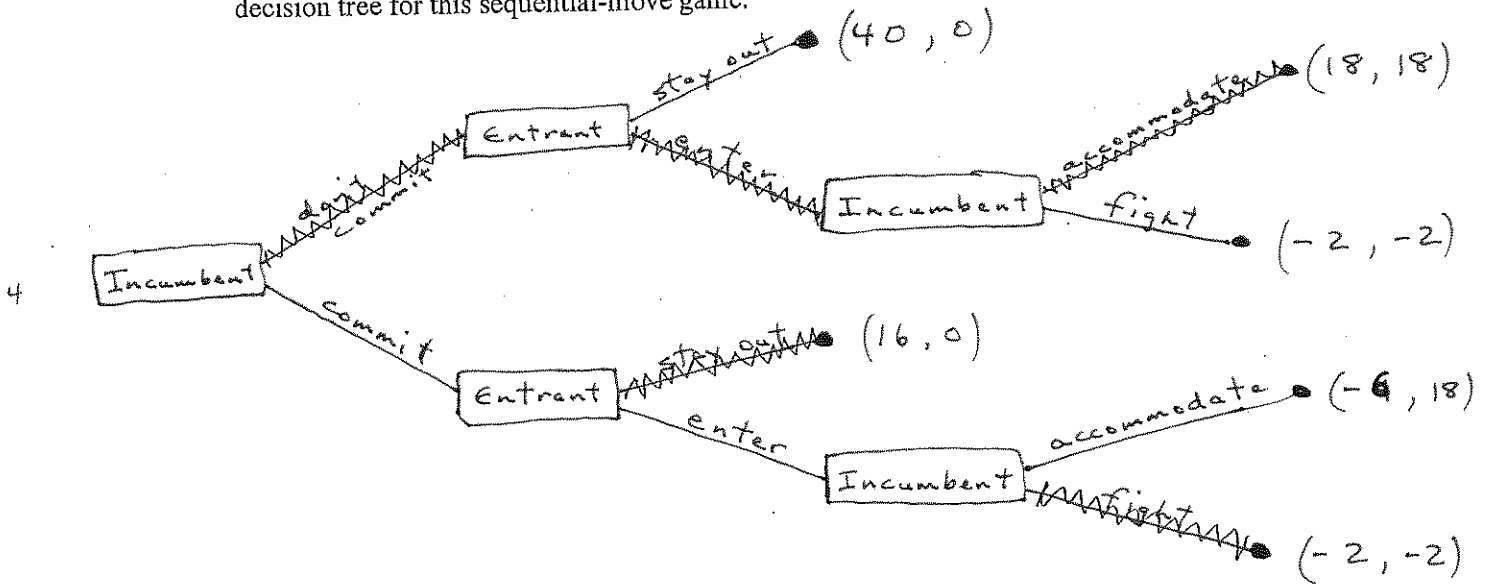 decision tree for this sequential-move game.
stay out
(40, 0)
(18, 18)
accommodate
Entrant
enter
don't
commit
Incumbent
fight
(-2, -2)
Incumbent
4
commit
stay out
(16, 0)
Entrant
enter
accommodate
(-6, 18)
Incumbent
fight
(-2, -2)